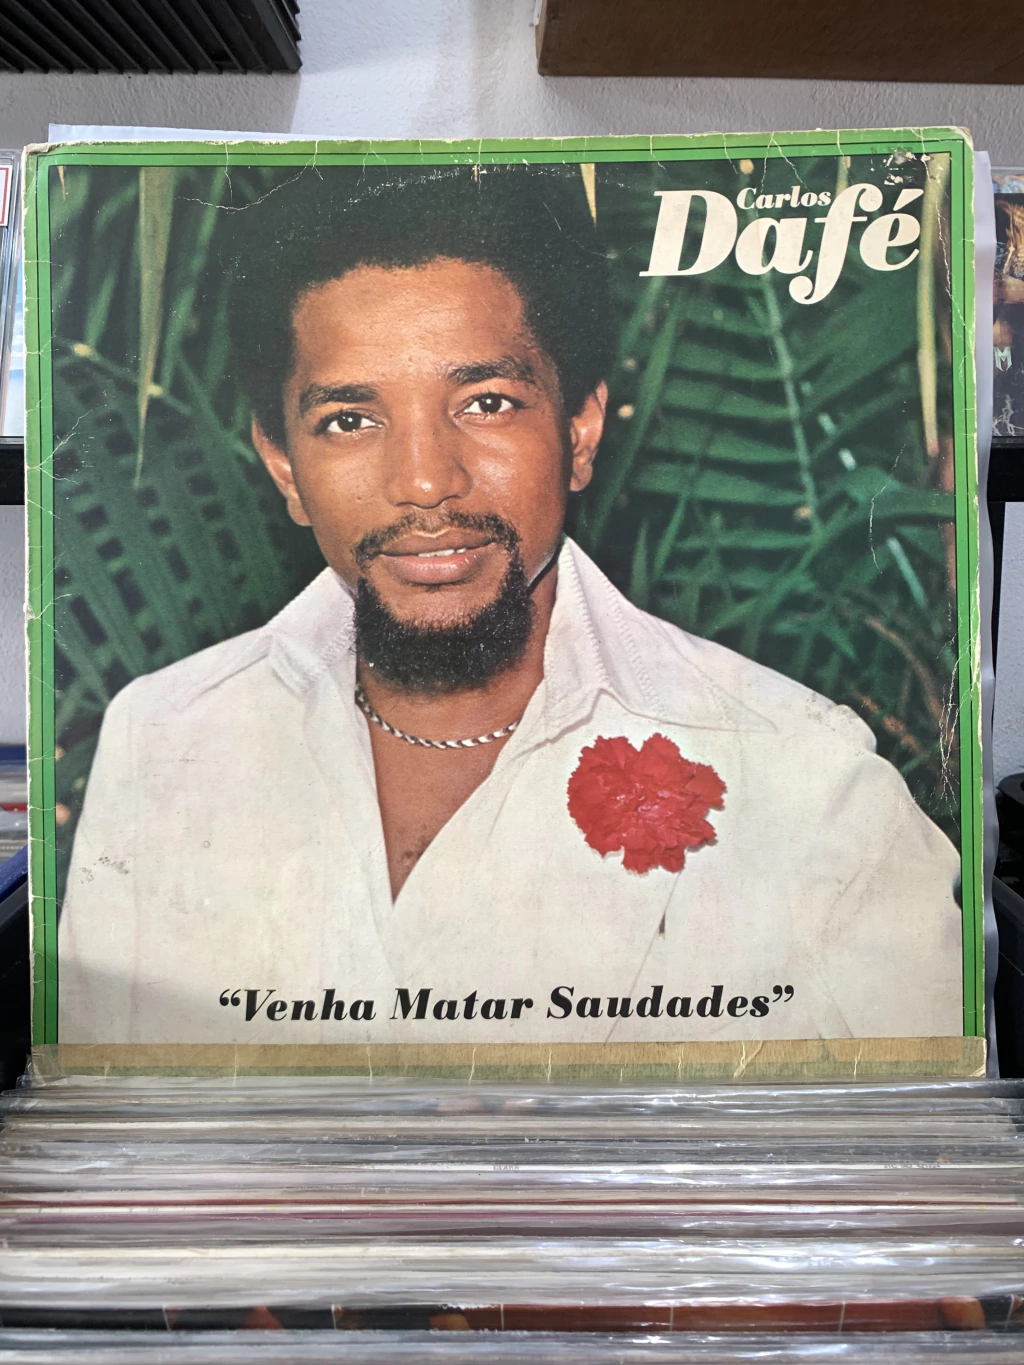 Carlos
Dafé
“Venha Matar Saudades”